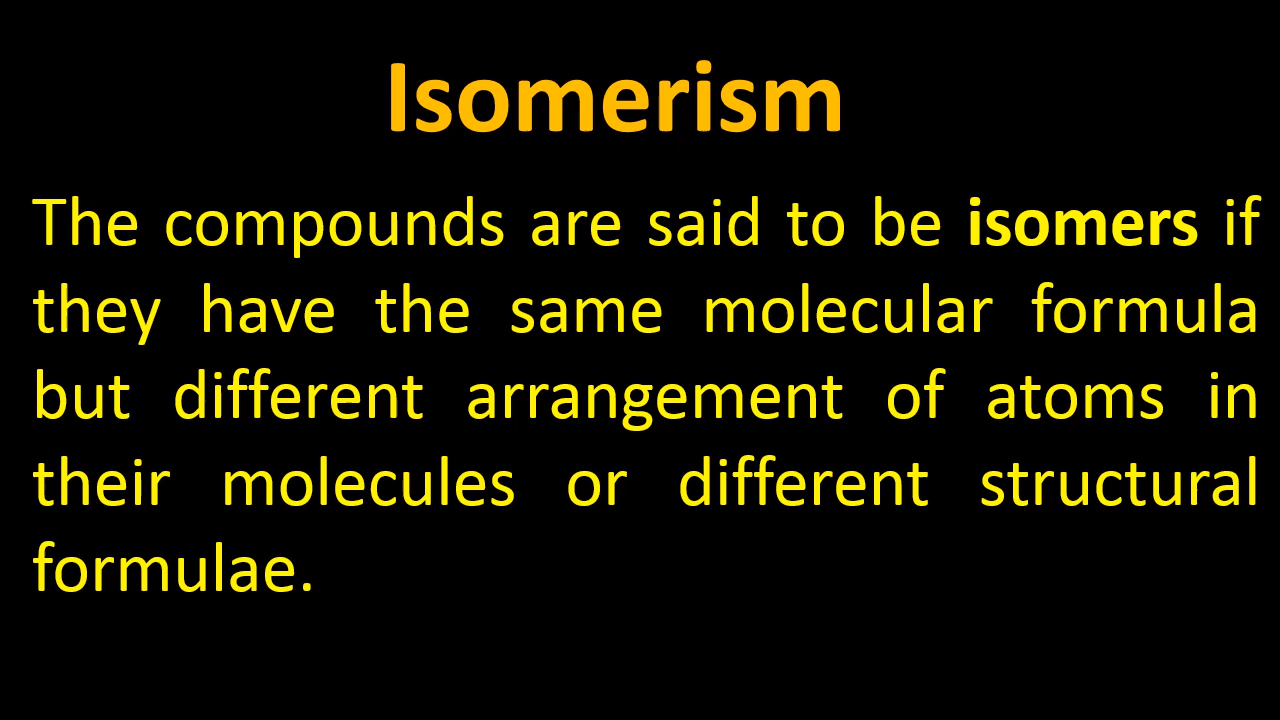 Isomerism
The compounds are said to be isomers if
they have the same molecular formula
but different arrangement of atoms in
their molecules or different structural
formulae.